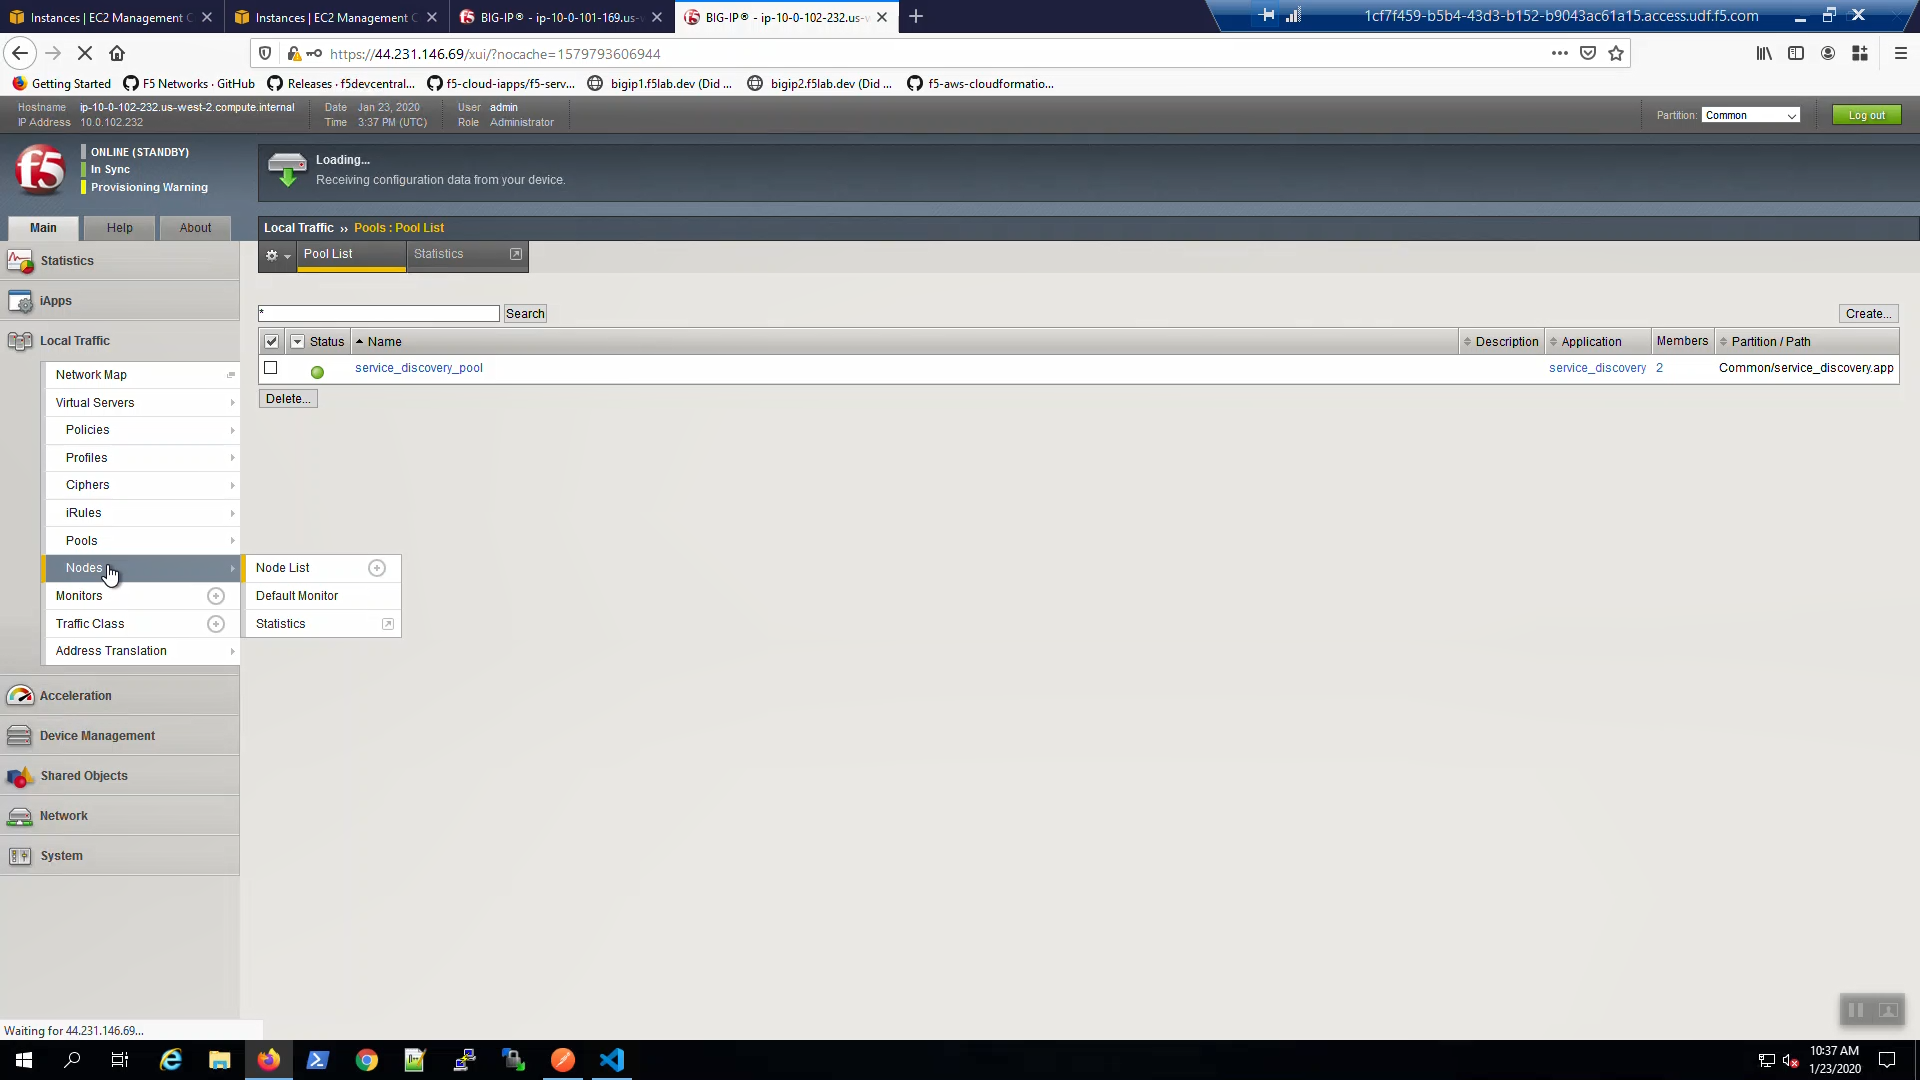 Instances | EC2 Management C
Instances | EC2 Management C
BIG-IP® - ip-10-0-101-169.us-w
BIG-IP® - ip-10-0-102-232.us-w
1cf7f459-b5b4-43d3-b152-b9043ac61a15.access.udf.f5.com
https://44.231.146.69/xui/?nocache=1579793606944
Getting Started
F5 Networks · GitHub
Releases · f5devcentral...
f5-cloud-iapps/f5-serv...
bigip1.f5lab.dev (Did ...
bigip2.f5lab.dev (Did ...
f5-aws-cloudformatio...
Hostname ip-10-0-102-232.us-west-2.compute.internal
IP Address 10.0.102.232
Date Jan 23, 2020
Time 3:37 PM (UTC)
User admin
Role Administrator
Partition: Common
Log out
f5
ONLINE (STANDBY)
In Sync
Provisioning Warning
Loading...
Receiving configuration data from your device.
Main
Help
About
Local Traffic ›› Pools : Pool List
Pool List
Statistics
Statistics
iApps
Local Traffic
Network Map
Virtual Servers
Policies
Profiles
Ciphers
iRules
Pools
Nodes
Monitors
Traffic Class
Address Translation
Node List
Default Monitor
Statistics
Acceleration
Device Management
Shared Objects
Network
System
*
Search
Create...
Status
Name
Description
Application
Members
Partition / Path
service_discovery_pool
service_discovery
2
Common/service_discovery.app
Delete...
Waiting for 44.231.146.69...
10:37 AM
1/23/2020